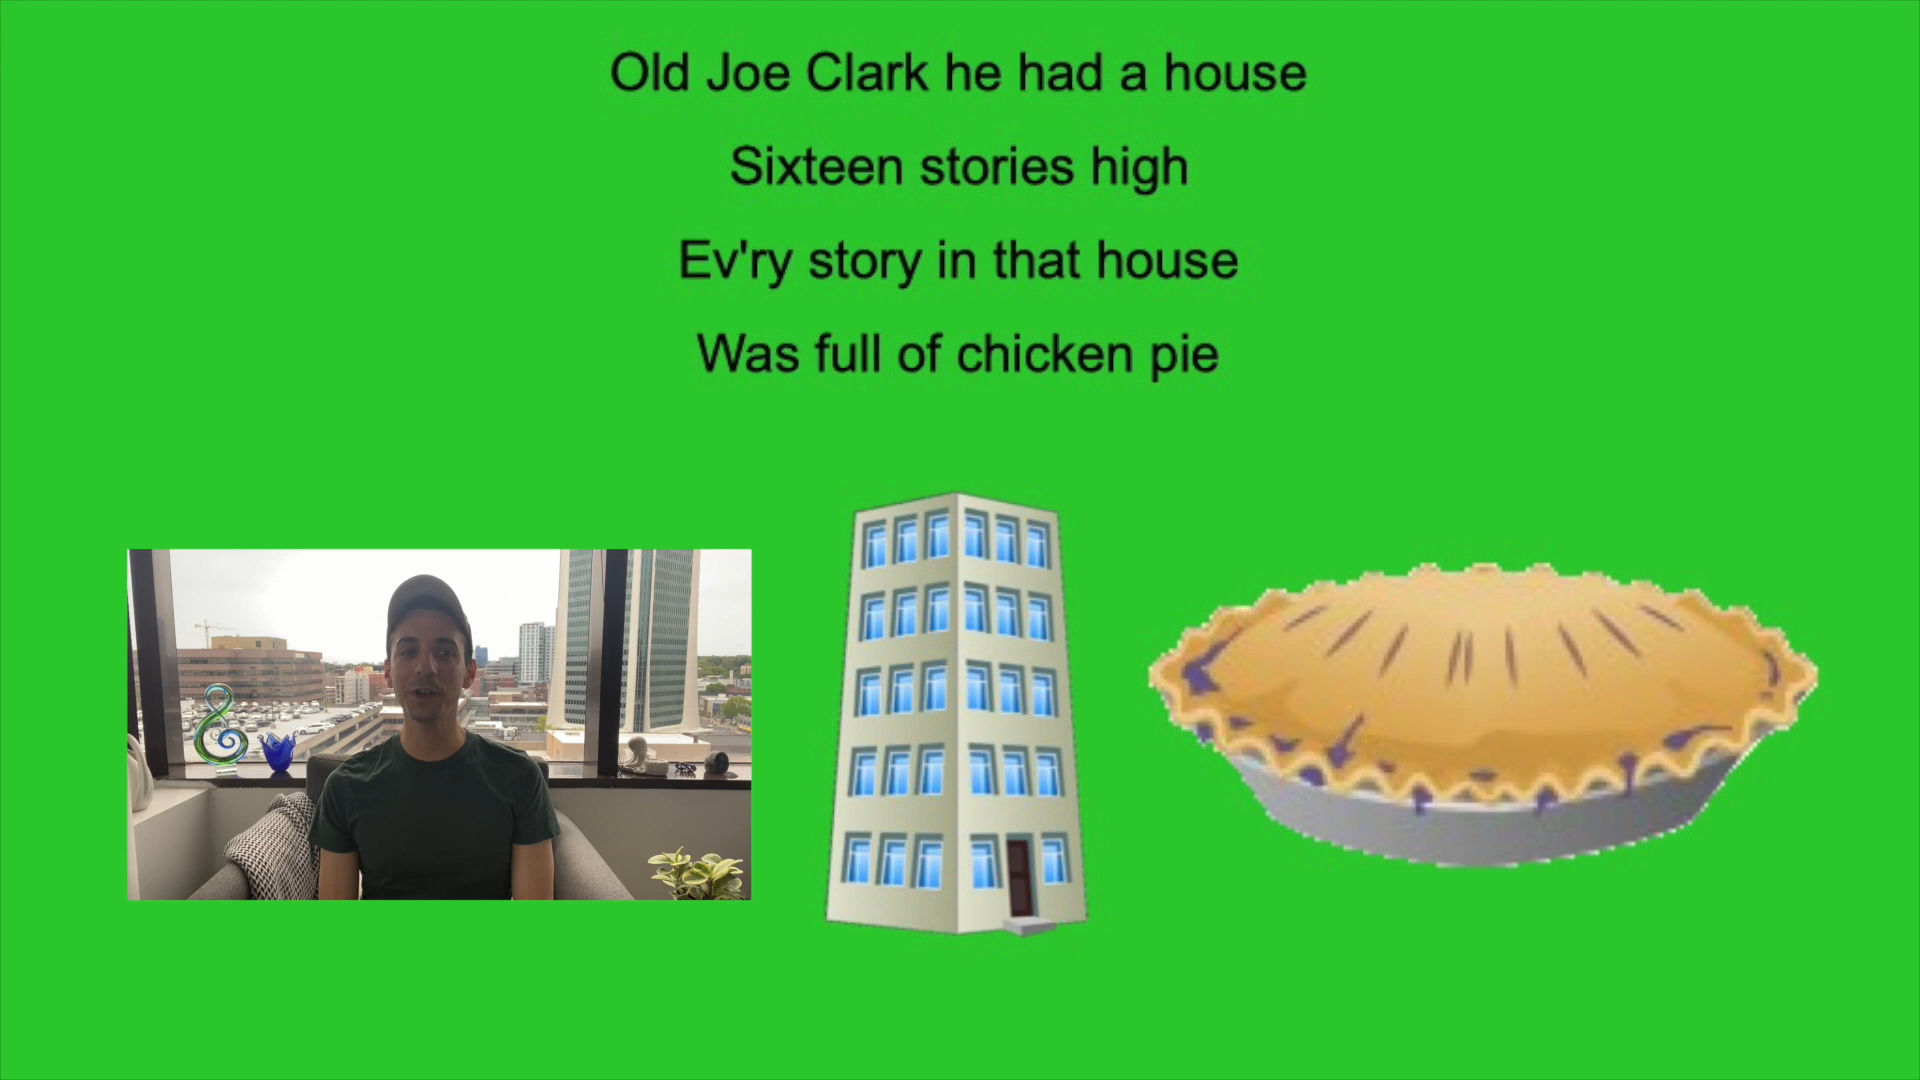 Old Joe Clark he had a house
Sixteen stories high
Ev'ry story in that house
Was full of chicken pie